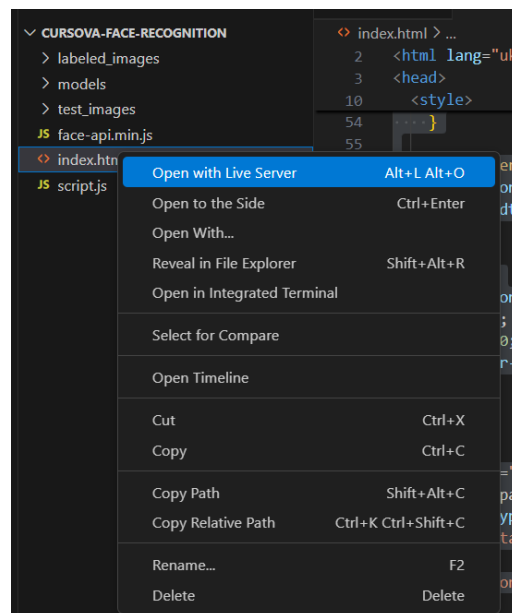 CURSOVA-FACE-RECOGNITION
labeled_images
models
test_images
JS face-api.min.js
<> index.htm
JS script.js
<> index.html > ...
2 <html lang="uk
3 <head>
10 <style>
54 ····}
55
Open with Live Server Alt+L Alt+O
Open to the Side Ctrl+Enter
Open With...
Reveal in File Explorer Shift+Alt+R
Open in Integrated Terminal
Select for Compare
Open Timeline
Cut Ctrl+X
Copy Ctrl+C
Copy Path Shift+Alt+C
Copy Relative Path Ctrl+K Ctrl+Shift+C
Rename... F2
Delete Delete